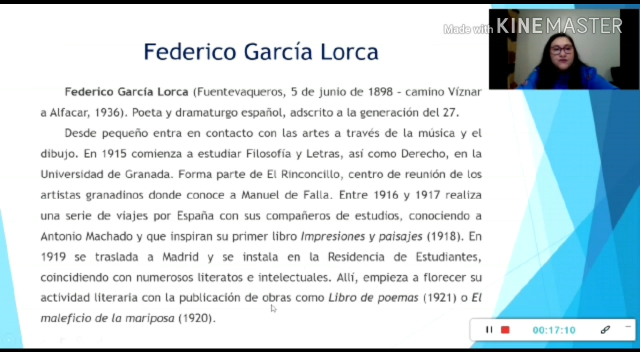 Made with KINEMASTER
Federico García Lorca
Federico García Lorca (Fuentevaqueros, 5 de junio de 1898 – camino Víznar
a Alfacar, 1936). Poeta y dramaturgo español, adscrito a la generación del 27.
Desde pequeño entra en contacto con las artes a través de la música y el
dibujo. En 1915 comienza a estudiar Filosofía y Letras, así como Derecho, en la
Universidad de Granada. Forma parte de El Rinconcillo, centro de reunión de los
artistas granadinos donde conoce a Manuel de Falla. Entre 1916 y 1917 realiza
una serie de viajes por España con sus compañeros de estudios, conociendo a
Antonio Machado y que inspiran su primer libro Impresiones y paisajes (1918). En
1919 se traslada a Madrid y se instala en la Residencia de Estudiantes,
coincidiendo con numerosos literatos e intelectuales. Allí, empieza a florecer su
actividad literaria con la publicación de obras como Libro de poemas (1921) o El
maleficio de la mariposa (1920).
00:17:10